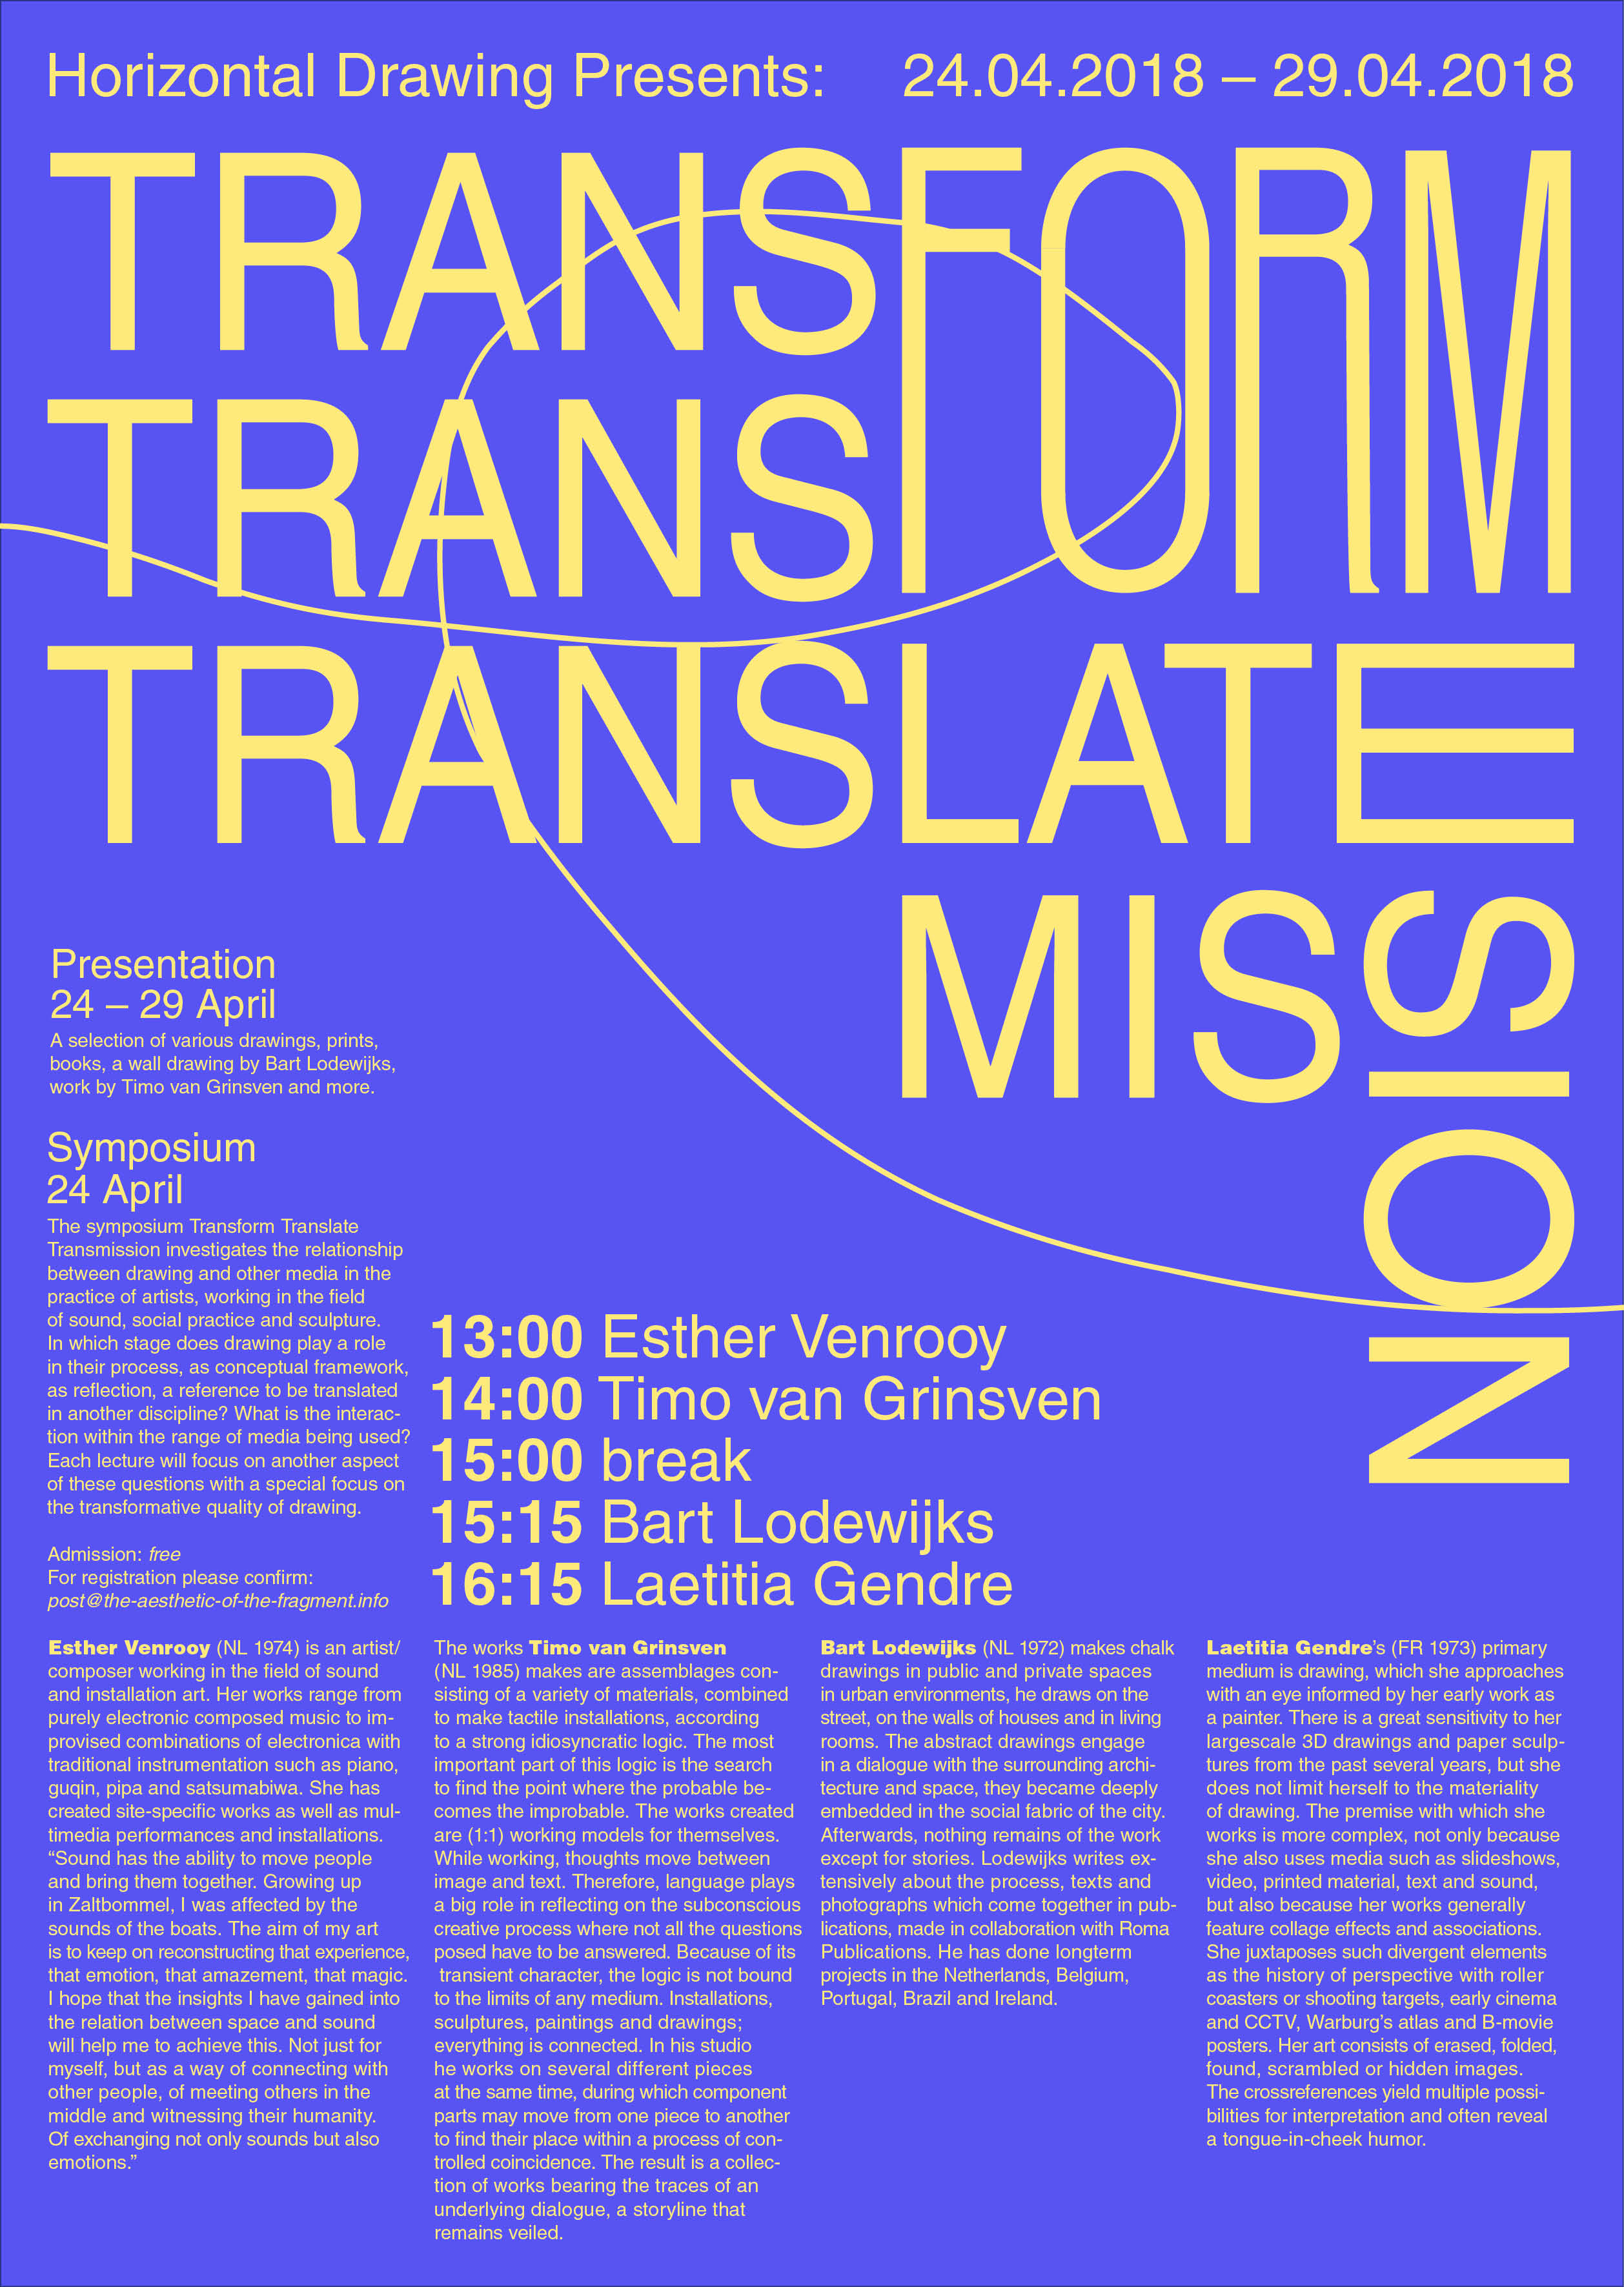 Horizontal Drawing Presents: 24.04.2018 – 29.04.2018
TRANSFORM
TRANS
TRANSLATE
MISSION
Presentation
24 – 29 April
A selection of various drawings, prints,
books, a wall drawing by Bart Lodewijks,
work by Timo van Grinsven and more.
Symposium
24 April
The symposium Transform Translate
Transmission investigates the relationship
between drawing and other media in the
practice of artists, working in the field
of sound, social practice and sculpture.
In which stage does drawing play a role
in their process, as conceptual framework,
as reflection, a reference to be translated
in another discipline? What is the interac-
tion within the range of media being used?
Each lecture will focus on another aspect
of these questions with a special focus on
the transformative quality of drawing.
Admission: free
For registration please confirm:
post@the-aesthetic-of-the-fragment.info
13:00 Esther Venrooy
14:00 Timo van Grinsven
15:00 break
15:15 Bart Lodewijks
16:15 Laetitia Gendre
Esther Venrooy (NL 1974) is an artist/
composer working in the field of sound
and installation art. Her works range from
purely electronic composed music to im-
provised combinations of electronica with
traditional instrumentation such as piano,
guqin, pipa and satsumabiwa. She has
created site-specific works as well as mul-
timedia performances and installations.
“Sound has the ability to move people
and bring them together. Growing up
in Zaltbommel, I was affected by the
sounds of the boats. The aim of my art
is to keep on reconstructing that experience,
that emotion, that amazement, that magic.
I hope that the insights I have gained into
the relation between space and sound
will help me to achieve this. Not just for
myself, but as a way of connecting with
other people, of meeting others in the
middle and witnessing their humanity.
Of exchanging not only sounds but also
emotions.”
The works Timo van Grinsven
(NL 1985) makes are assemblages con-
sisting of a variety of materials, combined
to make tactile installations, according
to a strong idiosyncratic logic. The most
important part of this logic is the search
to find the point where the probable be-
comes the improbable. The works created
are (1:1) working models for themselves.
While working, thoughts move between
image and text. Therefore, language plays
a big role in reflecting on the subconscious
creative process where not all the questions
posed have to be answered. Because of its
transient character, the logic is not bound
to the limits of any medium. Installations,
sculptures, paintings and drawings;
everything is connected. In his studio
he works on several different pieces
at the same time, during which component
parts may move from one piece to another
to find their place within a process of con-
trolled coincidence. The result is a collec-
tion of works bearing the traces of an
underlying dialogue, a storyline that
remains veiled.
Bart Lodewijks (NL 1972) makes chalk
drawings in public and private spaces
in urban environments, he draws on the
street, on the walls of houses and in living
rooms. The abstract drawings engage
in a dialogue with the surrounding archi-
tecture and space, they became deeply
embedded in the social fabric of the city.
Afterwards, nothing remains of the work
except for stories. Lodewijks writes ex-
tensively about the process, texts and
photographs which come together in pub-
lications, made in collaboration with Roma
Publications. He has done longterm
projects in the Netherlands, Belgium,
Portugal, Brazil and Ireland.
Laetitia Gendre’s (FR 1973) primary
medium is drawing, which she approaches
with an eye informed by her early work as
a painter. There is a great sensitivity to her
largescale 3D drawings and paper sculp-
tures from the past several years, but she
does not limit herself to the materiality
of drawing. The premise with which she
works is more complex, not only because
she also uses media such as slideshows,
video, printed material, text and sound,
but also because her works generally
feature collage effects and associations.
She juxtaposes such divergent elements
as the history of perspective with roller
coasters or shooting targets, early cinema
and CCTV, Warburg’s atlas and B-movie
posters. Her art consists of erased, folded,
found, scrambled or hidden images.
The crossreferences yield multiple possi-
bilities for interpretation and often reveal
a tongue-in-cheek humor.